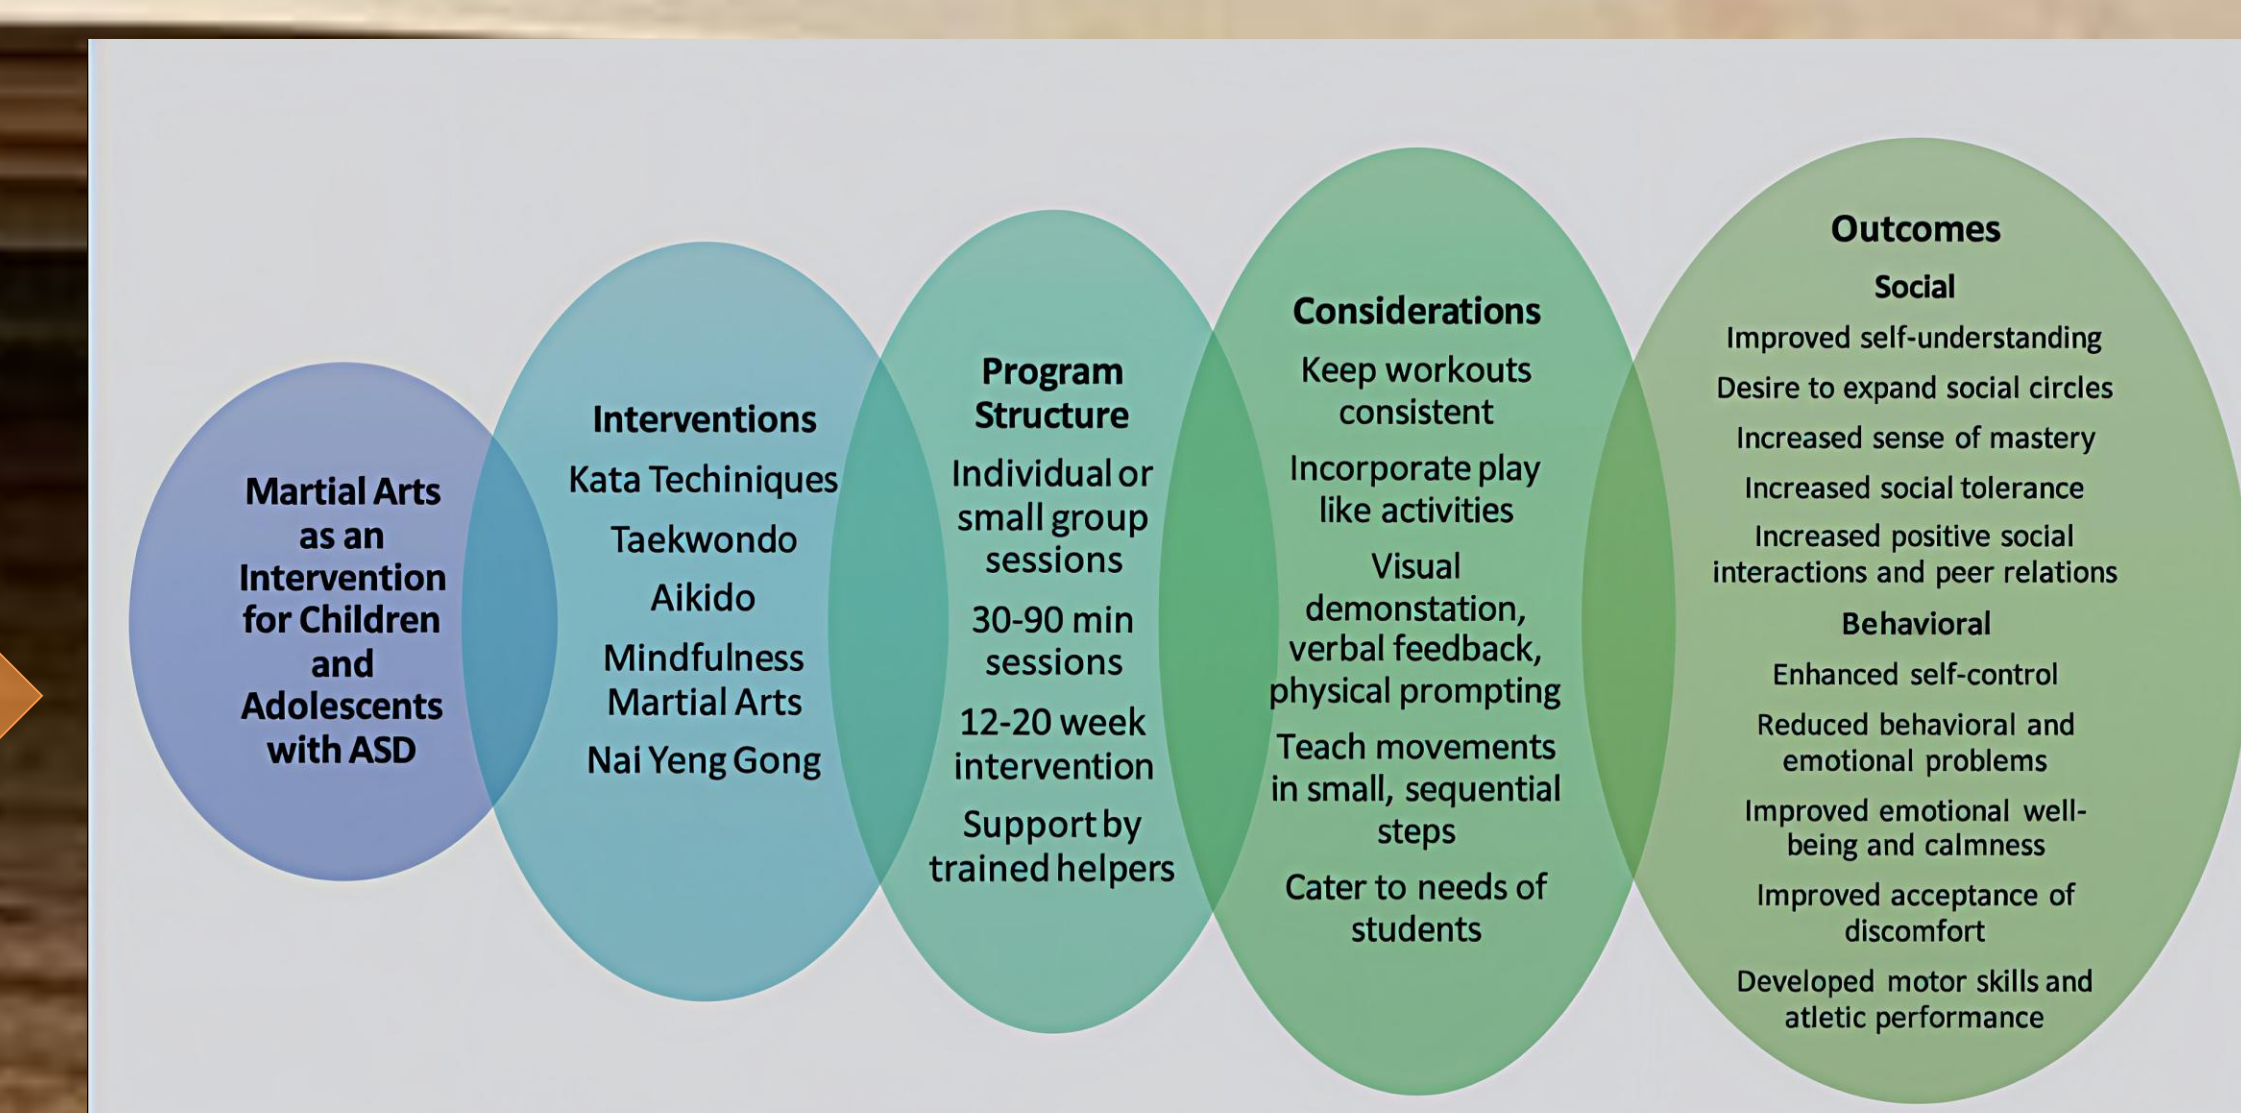 Martial Arts
as an
Intervention
for Children
and
Adolescents
with ASD
Interventions
Kata Techiniques
Taekwondo
Aikido
Mindfulness
Martial Arts
Nai Yeng Gong
Program
Structure
Individual or
small group
sessions
30-90 min
sessions
12-20 week
intervention
Support by
trained helpers
Considerations
Keep workouts
consistent
Incorporate play
like activities
Visual
demonstation,
verbal feedback,
physical prompting
Teach movements
in small, sequential
steps
Cater to needs of
students
Outcomes
Social
Improved self-understanding
Desire to expand social circles
Increased sense of mastery
Increased social tolerance
Increased positive social
interactions and peer relations
Behavioral
Enhanced self-control
Reduced behavioral and
emotional problems
Improved emotional well-
being and calmness
Improved acceptance of
discomfort
Developed motor skills and
atletic performance